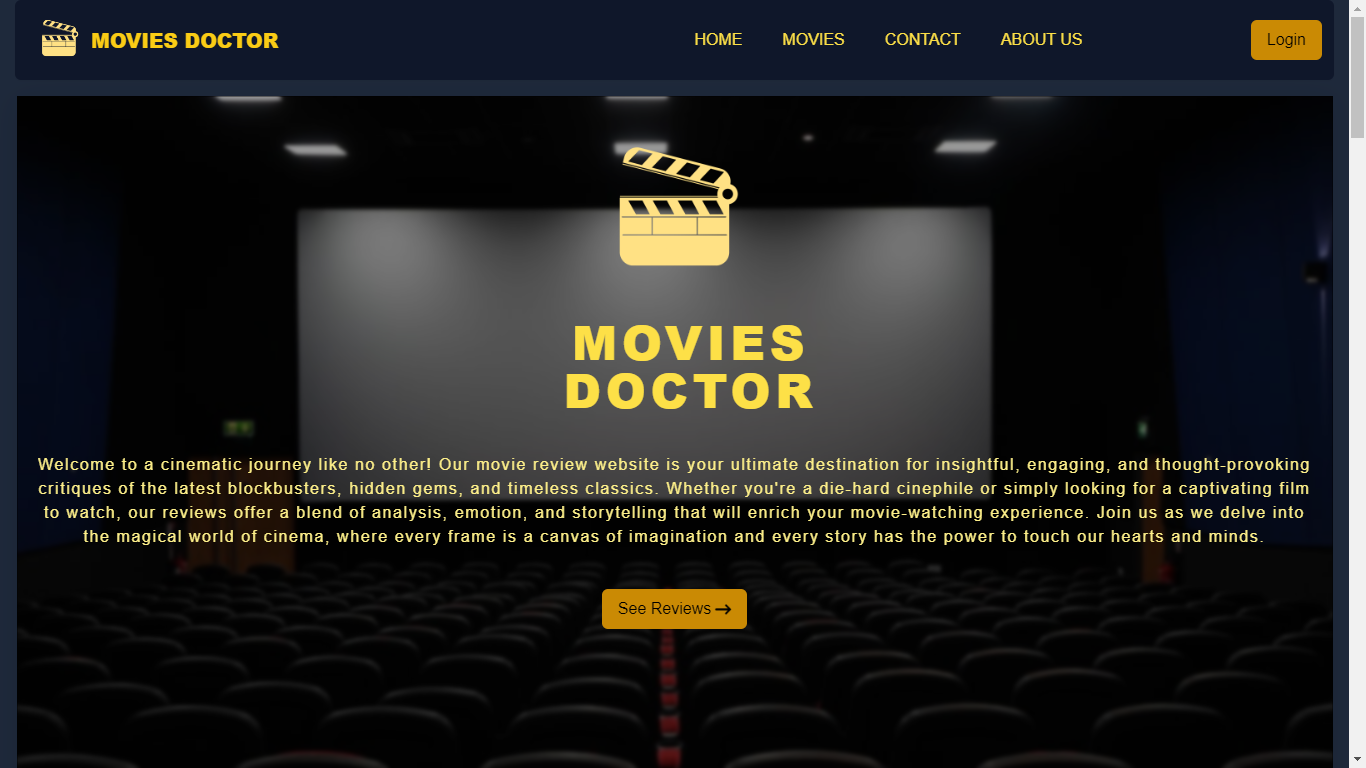 MOVIES DOCTOR
HOME
MOVIES
CONTACT
ABOUT US
Login
MOVIES
DOCTOR
Welcome to a cinematic journey like no other! Our movie review website is your ultimate destination for insightful, engaging, and thought-provoking
critiques of the latest blockbusters, hidden gems, and timeless classics. Whether you're a die-hard cinephile or simply looking for a captivating film
to watch, our reviews offer a blend of analysis, emotion, and storytelling that will enrich your movie-watching experience. Join us as we delve into
the magical world of cinema, where every frame is a canvas of imagination and every story has the power to touch our hearts and minds.
See Reviews →